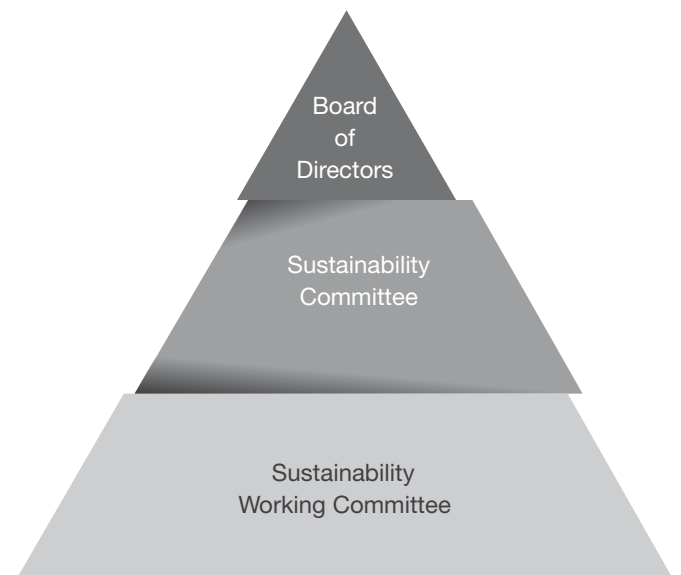 Board
of
Directors
Sustainability
Committee
Sustainability
Working Committee